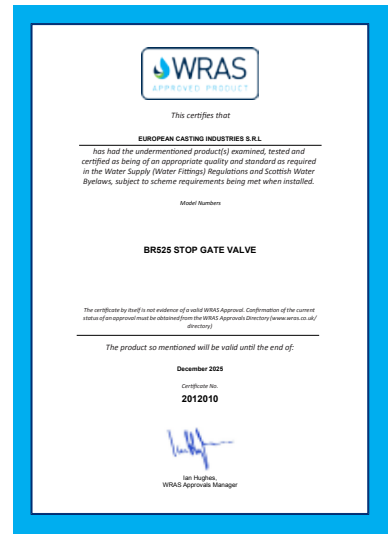 WRAS
APPROVED PRODUCT
This certifies that
EUROPEAN CASTING INDUSTRIES S.R.L
has had the undermentioned product(s) examined, tested and
certified as being of an appropriate quality and standard as required
in the Water Supply (Water Fittings) Regulations and Scottish Water
Byelaws, subject to scheme requirements being met when installed.
Model Numbers
BR525 STOP GATE VALVE
The certificate by itself is not evidence of a valid WRAS Approval. Confirmation of the current
status of an approval must be obtained from the WRAS Approvals Directory (www.wras.co.uk/
directory)
The product so mentioned will be valid until the end of:
December 2025
Certificate No.
2012010
Ian Hughes,
WRAS Approvals Manager